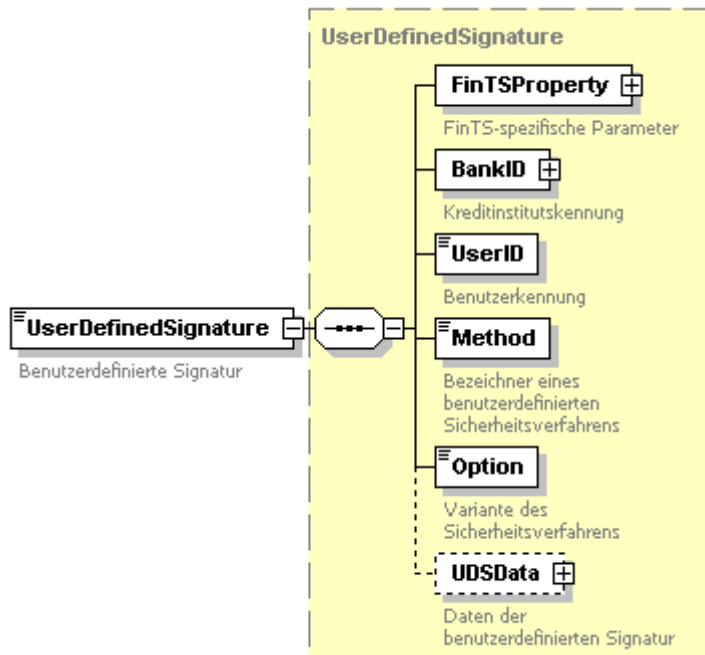 UserDefinedSignature
FinTSProperty
FinTS-spezifische Parameter
BankID
Kreditinstitutskennung
UserID
Benutzerkennung
UserDefinedSignature
Benutzerdefinierte Signatur
Method
Bezeichner eines
benutzerdefinierten
Sicherheitsverfahrens
Option
Variante des
Sicherheitsverfahrens
UDSData
Daten der
benutzerdefinierten Signatur